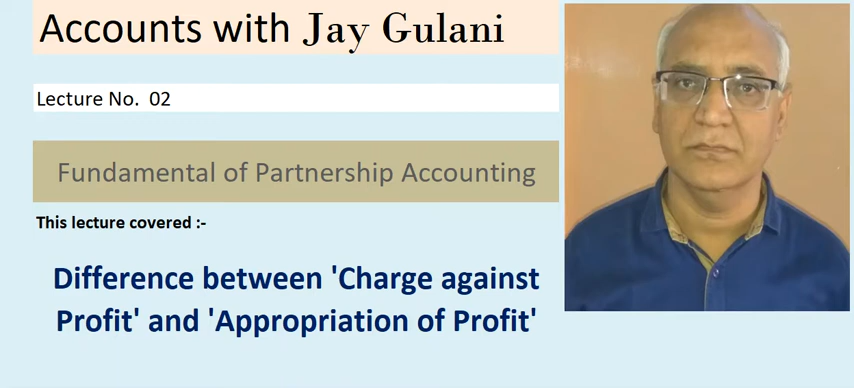 Accounts with Jay Gulani
Lecture No. 02
Fundamental of Partnership Accounting
This lecture covered :-
Difference between 'Charge against
Profit' and 'Appropriation of Profit'